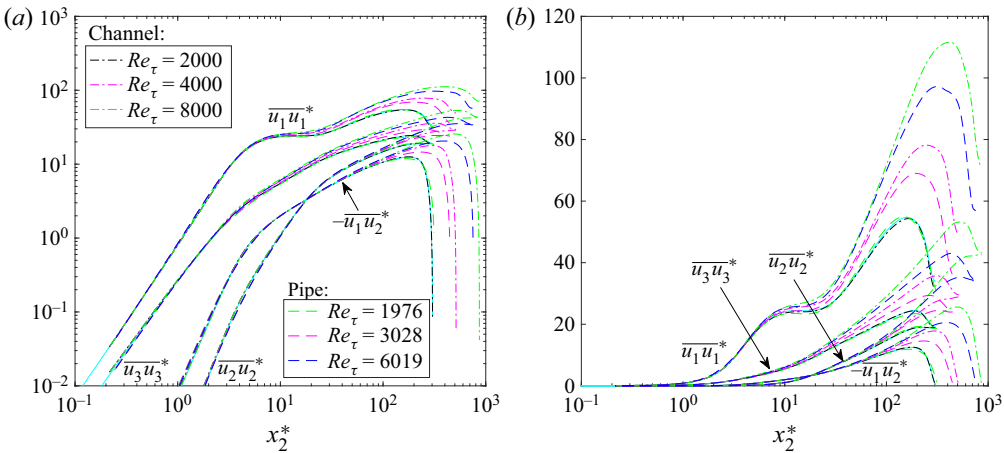 (a)
10³
10²
10¹
10⁰
10⁻¹
10⁻²
10⁻¹
10⁰
10¹
10²
10³
x₂*
Channel:
Re_τ = 2000
Re_τ = 4000
Re_τ = 8000
u₁u₁*
−u₁u₂*
u₃u₃*
u₂u₂*
Pipe:
Re_τ = 1976
Re_τ = 3028
Re_τ = 6019
(b)
120
100
80
60
40
20
0
10⁻¹
10⁰
10¹
10²
10³
x₂*
u₃u₃*
u₂u₂*
u₁u₁*
−u₁u₂*